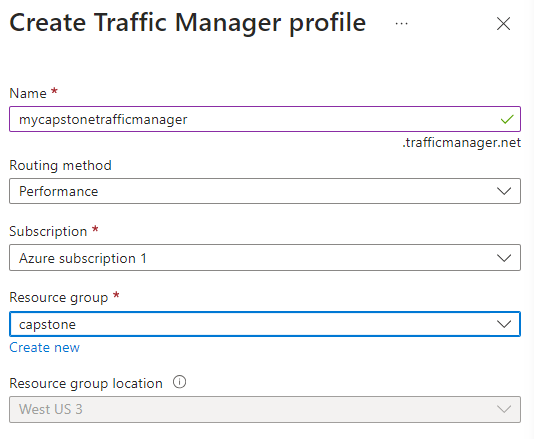 Create Traffic Manager profile ...
Name *
mycapstonetrafficmanager
.trafficmanager.net
Routing method
Performance
Subscription *
Azure subscription 1
Resource group *
capstone
Create new
Resource group location
West US 3